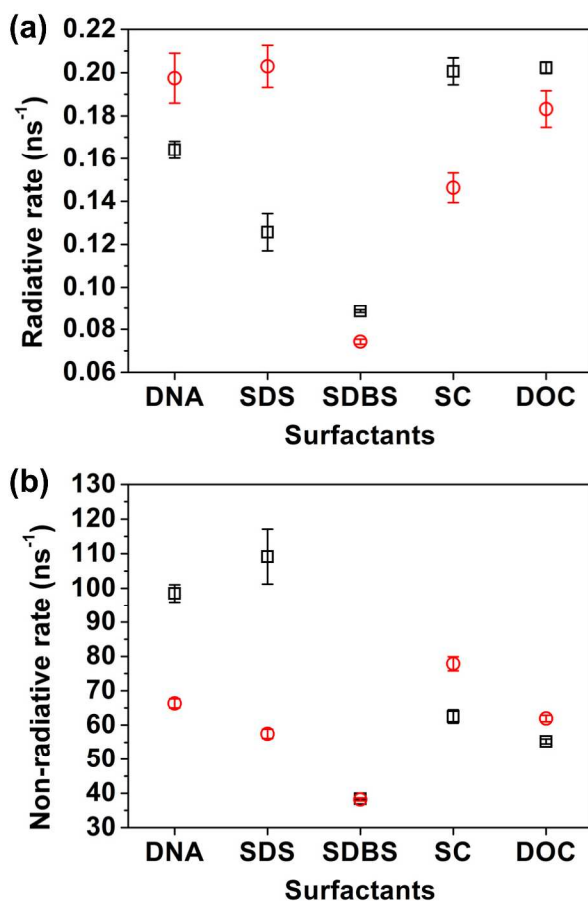 (a)
Radiative rate (ns⁻¹)
0.22
0.20
0.18
0.16
0.14
0.12
0.10
0.08
0.06
DNA SDS SDBS SC DOC
Surfactants
(b)
Non-radiative rate (ns⁻¹)
130
120
110
100
90
80
70
60
50
40
30
DNA SDS SDBS SC DOC
Surfactants